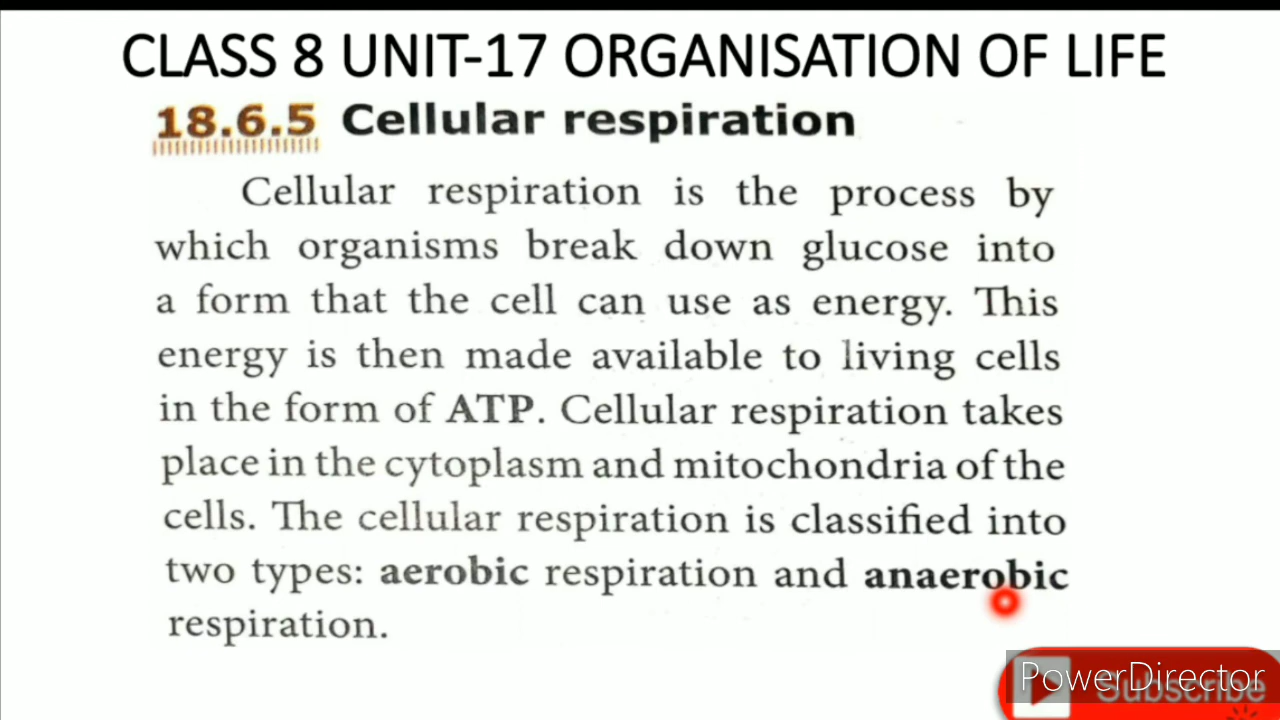 CLASS 8 UNIT-17 ORGANISATION OF LIFE
18.6.5 Cellular respiration
Cellular respiration is the process by
which organisms break down glucose into
a form that the cell can use as energy. This
energy is then made available to living cells
in the form of ATP. Cellular respiration takes
place in the cytoplasm and mitochondria of the
cells. The cellular respiration is classified into
two types: aerobic respiration and anaerobic
respiration.
PowerDirector
Subscribe